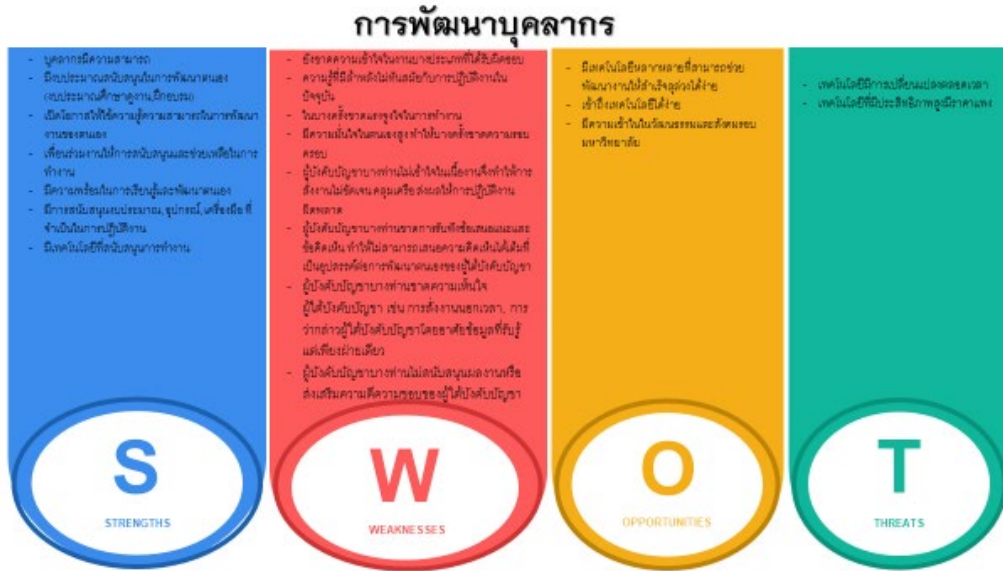 การพัฒนาบุคลากร
- บุคลากรมีความสามารถ
- มีงบประมาณสนับสนุนในการพัฒนาตนเอง
(งบประมาณศึกษาดูงาน,ฝึกอบรม)
- เปิดโอกาสให้ใช้ความรู้ความสามารถในการพัฒนา
งานของตนเอง
- เพื่อนร่วมงานให้การสนับสนุนและช่วยเหลือในการ
ทำงาน
- มีความพร้อมในการเรียนรู้และพัฒนาตนเอง
- มีการสนับสนุนงบประมาณ, อุปกรณ์, เครื่องมือ ที่
จำเป็นในการปฏิบัติงาน
- มีเทคโนโลยีที่สนับสนุนการทำงาน
S
STRENGTHS
- ยังขาดความเข้าใจในงานบางประเภทที่ได้รับผิดชอบ
- ความรู้ที่มีล้าหลังไม่ทันสมัยกับการปฏิบัติงานใน
ปัจจุบัน
- ในบางครั้งขาดแรงจูงใจในการทำงาน
- มีความมั่นใจในตนเองสูง ทำให้บางครั้งขาดความรอบ
ครอบ
- ผู้บังคับบัญชาบางท่านไม่เข้าใจในเนื้องานจึงทำให้การ
สั่งงานไม่ชัดเจน คลุมเครือ ส่งผลให้การปฏิบัติงาน
ผิดพลาด
- ผู้บังคับบัญชาบางท่านขาดการรับฟังข้อเสนอแนะและ
ข้อคิดเห็น ทำให้ไม่สามารถเสนอความคิดเห็นได้เต็มที่
เป็นอุปสรรค์ต่อการพัฒนาตนเองของผู้ใต้บังคับบัญชา
- ผู้บังคับบัญชาบางท่านขาดความเห็นใจ
ผู้ใต้บังคับบัญชา เช่น การสั่งงานนอกเวลา, การ
ว่ากล่าวผู้ใต้บังคับบัญชาโดยอาศัยข้อมูลที่รับรู้
แต่เพียงฝ่ายเดียว
- ผู้บังคับบัญชาบางท่านไม่สนับสนุนผลงานหรือ
ส่งเสริมความดีความชอบของผู้ใต้บังคับบัญชา
W
WEAKNESSES
- มีเทคโนโลยีหลากหลายที่สามารถช่วย
พัฒนางานให้สำเร็จลุล่วงได้ง่าย
- เข้าถึงเทคโนโลยีได้ง่าย
- มีความเข้าใจในวัฒนธรรมและสังคมรอบ
มหาวิทยาลัย
O
OPPORTUNITIES
- เทคโนโลยีมีการเปลี่ยนแปลงตลอดเวลา
- เทคโนโลยีที่มีประสิทธิภาพสูงมีราคาแพง
T
THREATS